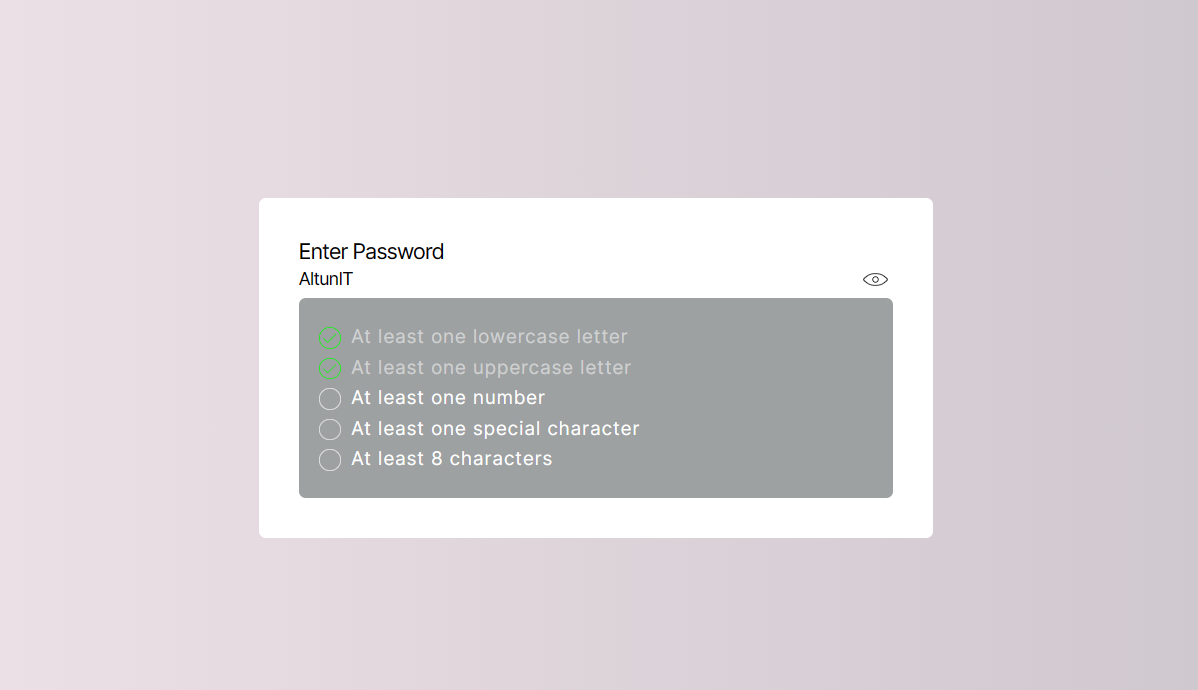 Enter Password
AltunIT
At least one lowercase letter
At least one uppercase letter
At least one number
At least one special character
At least 8 characters